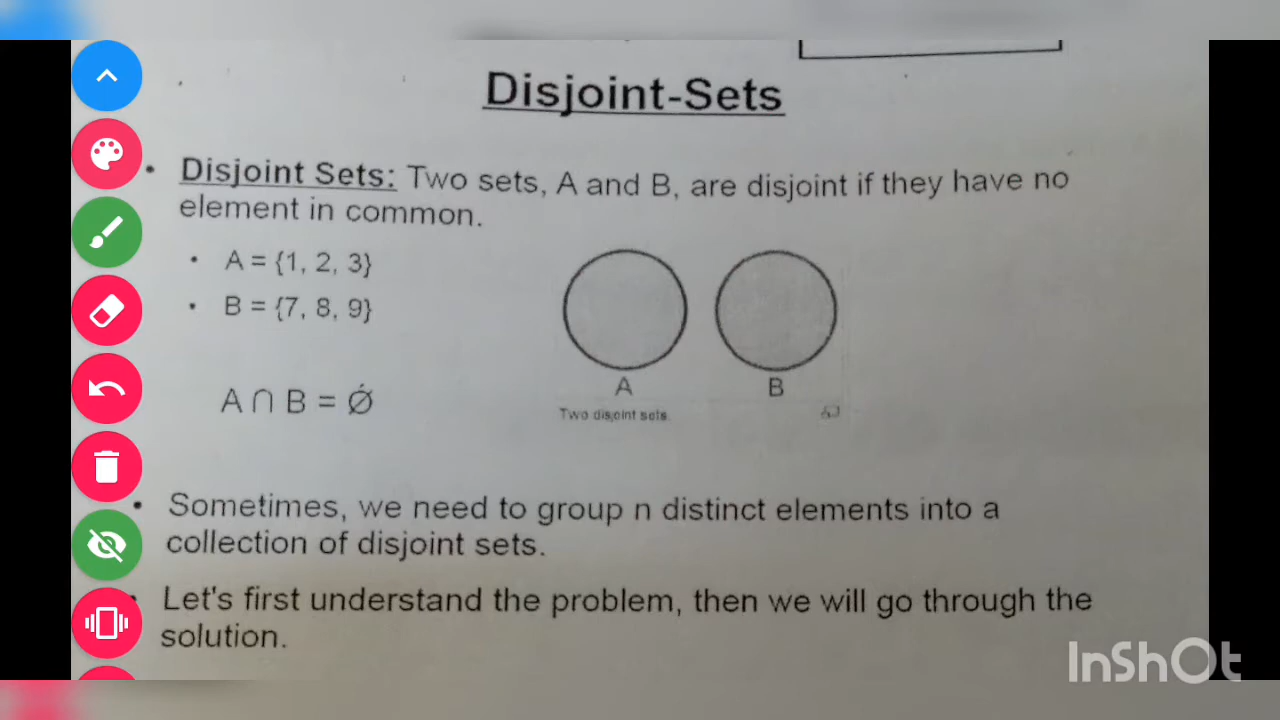 Disjoint-Sets
• Disjoint Sets: Two sets, A and B, are disjoint if they have no
element in common.
• A = {1, 2, 3}
• B = {7, 8, 9}
A B
Two disjoint sets.
A ∩ B = Ø
• Sometimes, we need to group n distinct elements into a
collection of disjoint sets.
• Let's first understand the problem, then we will go through the
solution.
InShOt